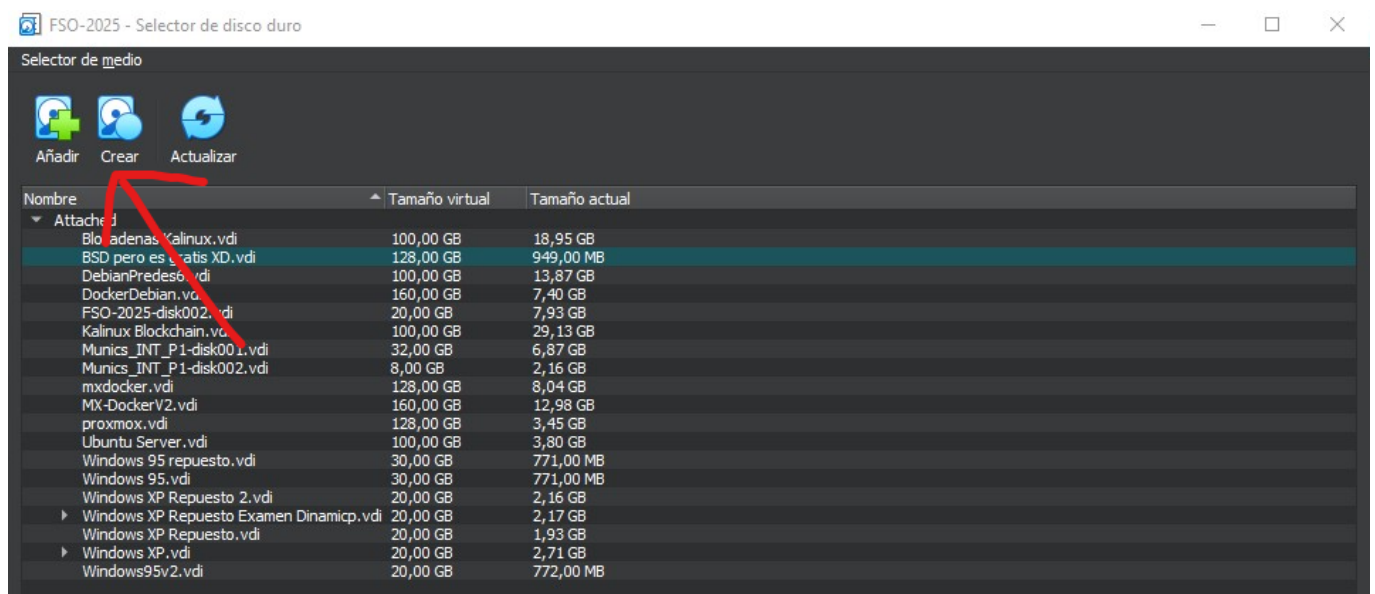 FSO-2025 - Selector de disco duro
Selector de medio
Añadir Crear Actualizar
Nombre Tamaño virtual Tamaño actual
Attached
Kalinux.vdi 100,00 GB 18,95 GB
BSD pero es gratis XD.vdi 128,00 GB 949,00 MB
DebianPredes6.vdi 100,00 GB 13,87 GB
DockerDebian.vdi 160,00 GB 7,40 GB
FSO-2025-disk002.vdi 20,00 GB 7,93 GB
Kalinux Blockchain.vdi 100,00 GB 29,13 GB
Munics_INT_P1-disk001.vdi 32,00 GB 6,87 GB
Munics_INT_P1-disk002.vdi 8,00 GB 2,16 GB
mxdocker.vdi 128,00 GB 8,04 GB
MX-DockerV2.vdi 160,00 GB 12,98 GB
proxmox.vdi 128,00 GB 3,45 GB
Ubuntu Server.vdi 100,00 GB 3,80 GB
Windows 95 repuesto.vdi 30,00 GB 771,00 MB
Windows 95.vdi 30,00 GB 771,00 MB
Windows XP Repuesto 2.vdi 20,00 GB 2,16 GB
Windows XP Repuesto Examen Dinamicp.vdi 20,00 GB 2,17 GB
Windows XP Repuesto.vdi 20,00 GB 1,93 GB
Windows XP.vdi 20,00 GB 2,71 GB
Windows95v2.vdi 20,00 GB 772,00 MB